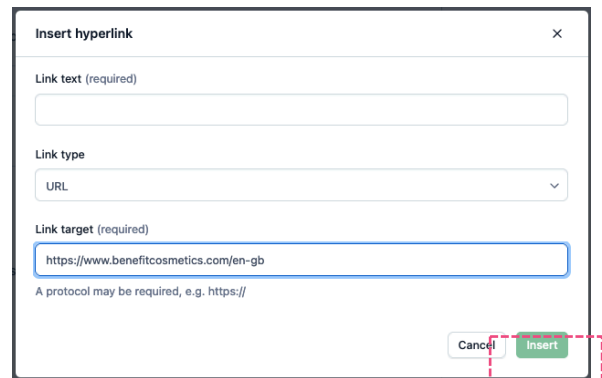 Insert hyperlink
Link text (required)
Link type
URL
Link target (required)
https://www.benefitcosmetics.com/en-gb
A protocol may be required, e.g. https://
Cancel Insert